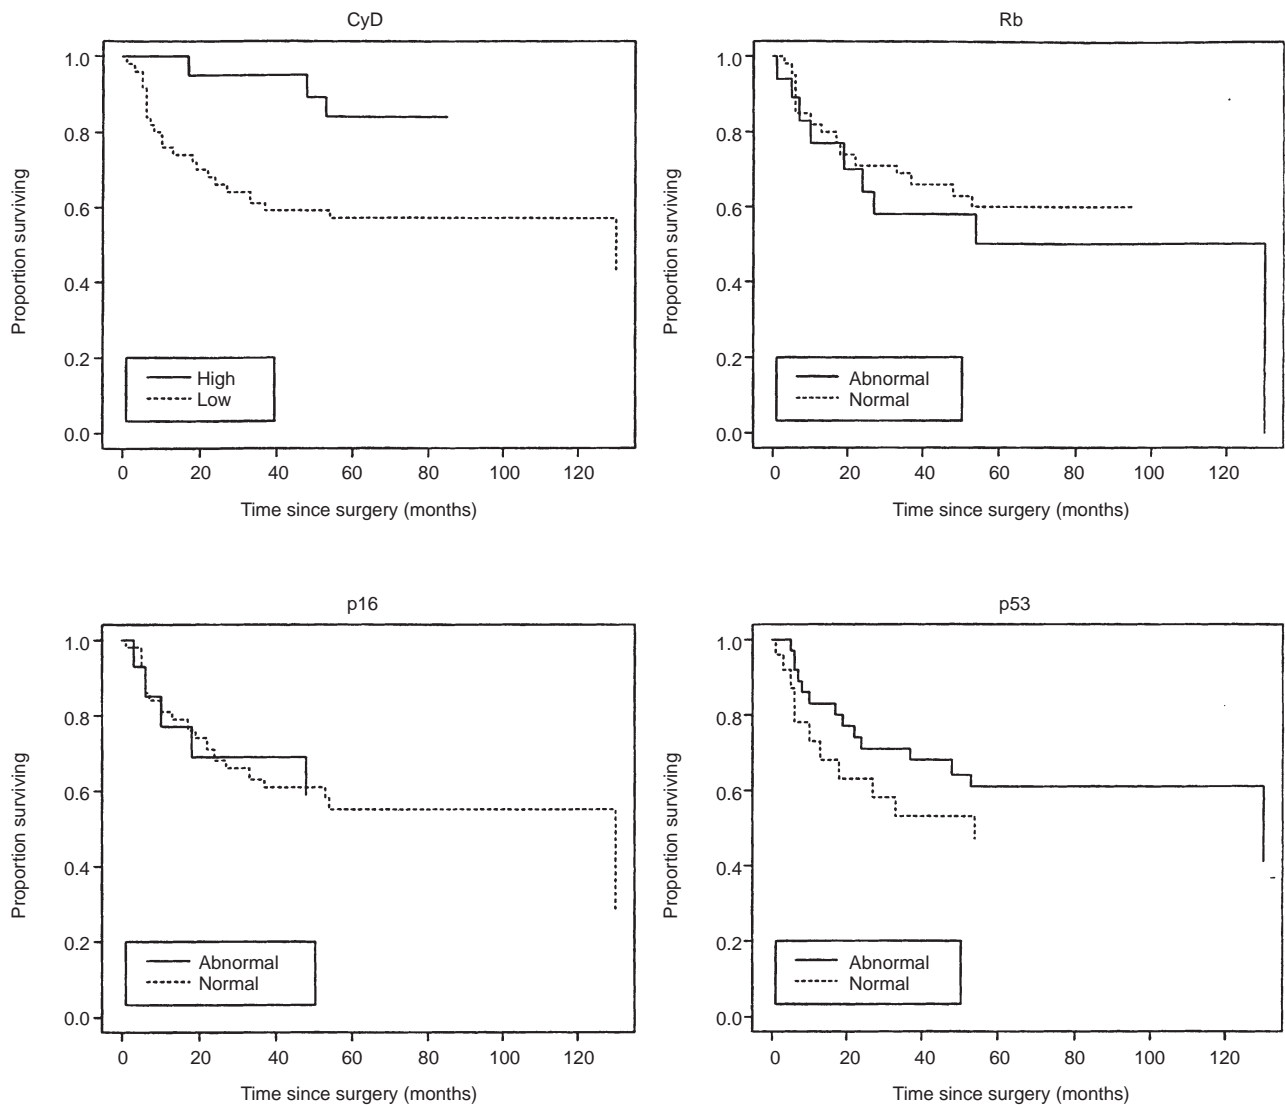 CyD
Proportion surviving
1.0
0.8
0.6
0.4
0.2
0.0
High
Low
0 20 40 60 80 100 120
Time since surgery (months)
Rb
Proportion surviving
1.0
0.8
0.6
0.4
0.2
0.0
Abnormal
Normal
0 20 40 60 80 100 120
Time since surgery (months)
p16
Proportion surviving
1.0
0.8
0.6
0.4
0.2
0.0
Abnormal
Normal
0 20 40 60 80 100 120
Time since surgery (months)
p53
Proportion surviving
1.0
0.8
0.6
0.4
0.2
0.0
Abnormal
Normal
0 20 40 60 80 100 120
Time since surgery (months)